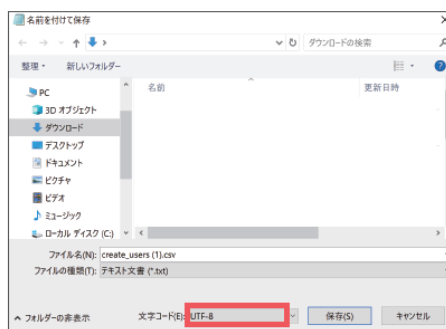 名前を付けて保存
ダウンロードの検索
整理
新しいフォルダー
名前
更新日時
PC
3D オブジェクト
ダウンロード
デスクトップ
ドキュメント
ピクチャ
ビデオ
ミュージック
ローカル ディスク (C:)
ファイル名(N): create_users (1).csv
ファイルの種類(T): テキスト文書 (*.txt)
フォルダーの非表示
文字コード(E): UTF-8
保存(S)
キャンセル